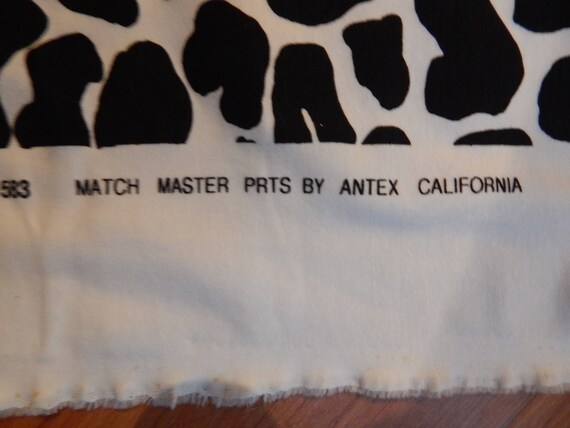 583 MATCH MASTER PRTS BY ANTEX CALIFORNIA